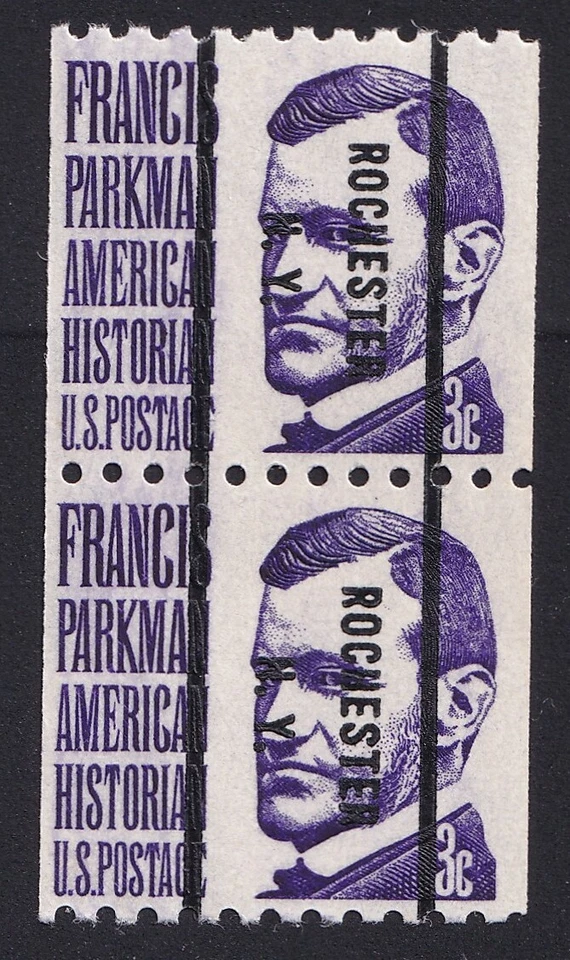 FRANCIS
PARKMAN
AMERICAN
HISTORIAN
U.S.POSTAGE
ROCHESTER
N. Y.
3c
FRANCIS
PARKMAN
AMERICAN
HISTORIAN
U.S.POSTAGE
ROCHESTER
N. Y.
3c